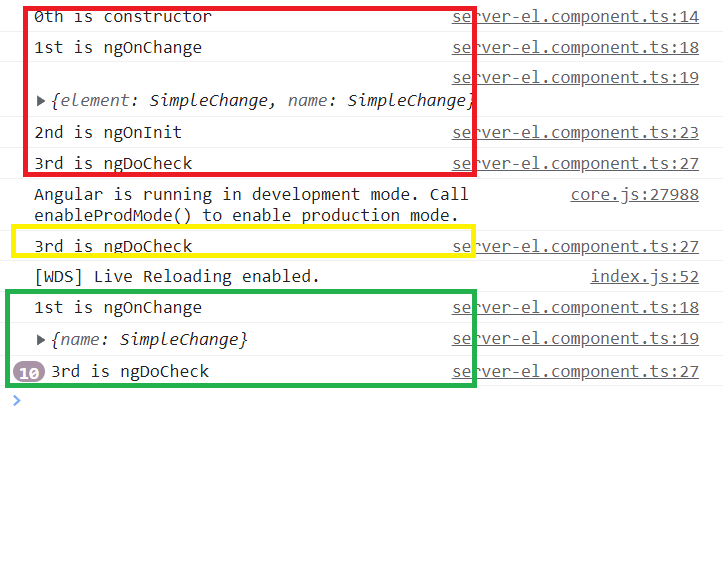 0th is constructor server-el.component.ts:14
1st is ngOnChange server-el.component.ts:18
server-el.component.ts:19
▶ {element: SimpleChange, name: SimpleChange}
2nd is ngOnInit server-el.component.ts:23
3rd is ngDoCheck server-el.component.ts:27
Angular is running in development mode. Call core.js:27988
enableProdMode() to enable production mode.
3rd is ngDoCheck server-el.component.ts:27
[WDS] Live Reloading enabled. index.js:52
1st is ngOnChange server-el.component.ts:18
▶ {name: SimpleChange} server-el.component.ts:19
10 3rd is ngDoCheck server-el.component.ts:27
>